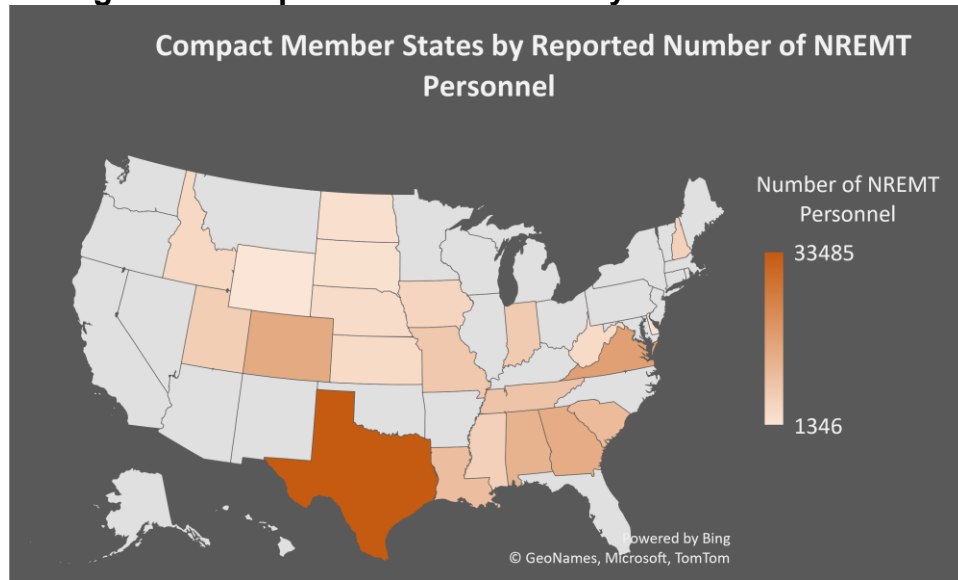 Compact Member States by Reported Number of NREMT
Personnel
Number of NREMT
Personnel
33485
1346
Powered by Bing
© GeoNames, Microsoft, TomTom